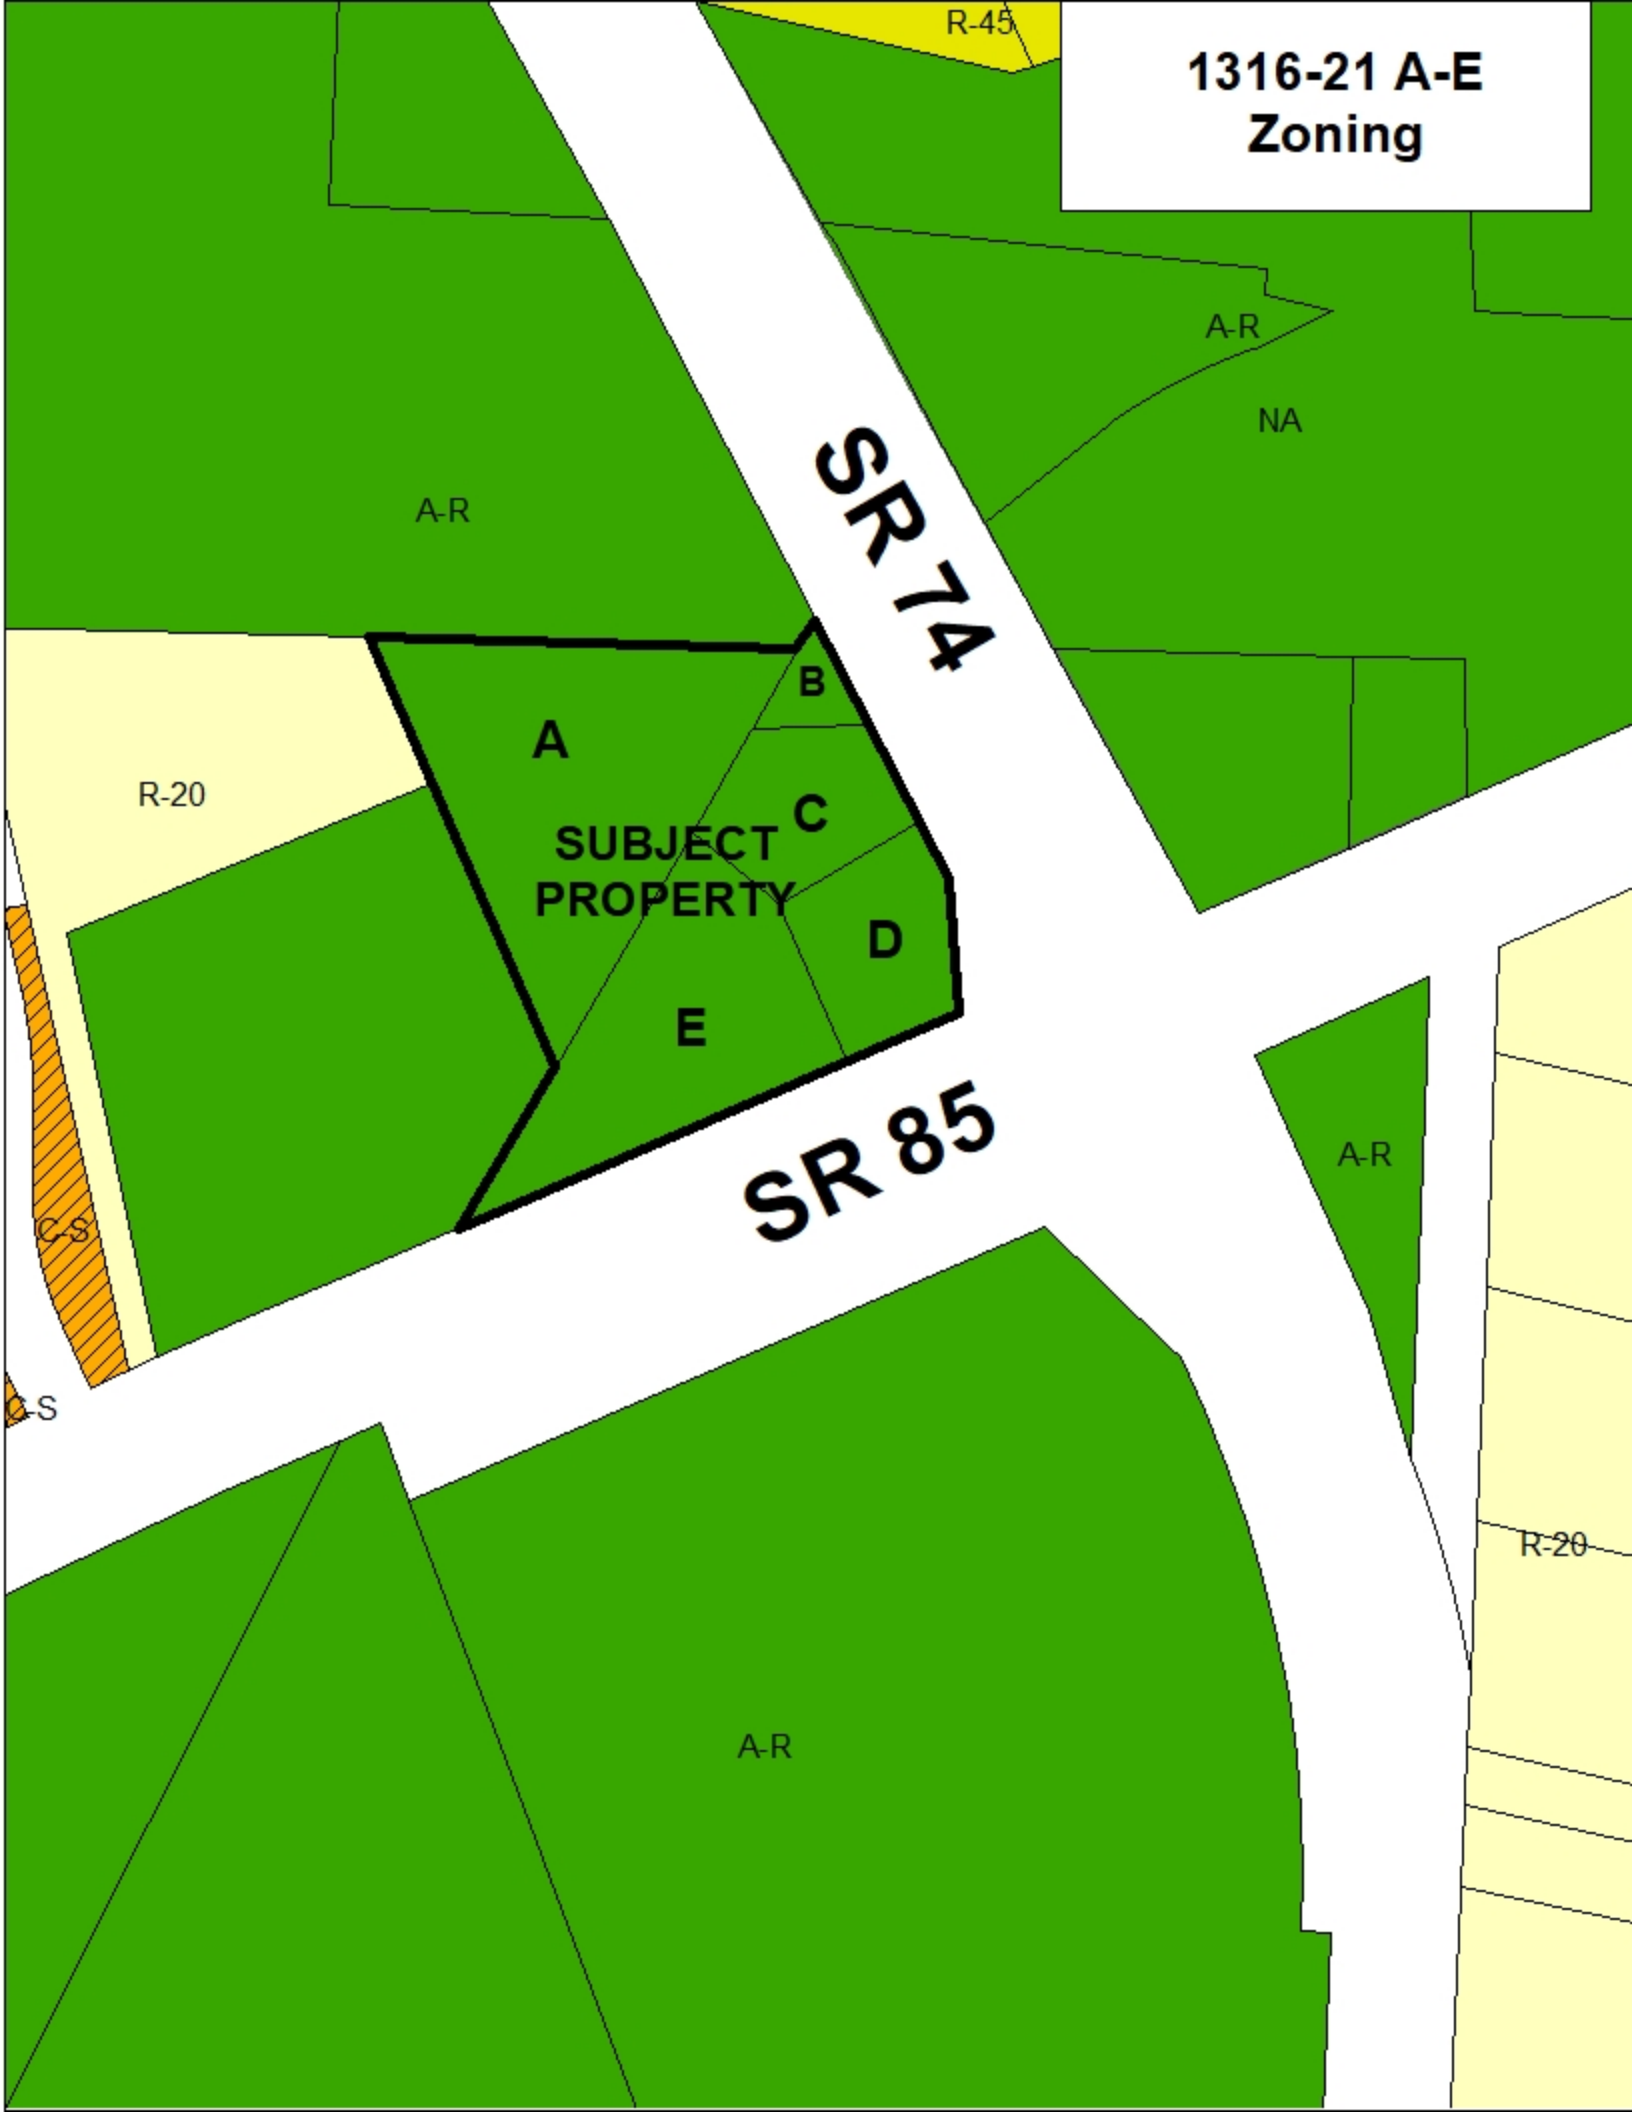 R-45
1316-21 A-E
Zoning
A-R
NA
SR 74
A-R
B
A
R-20
C
SUBJECT
PROPERTY
D
E
SR 85
A-R
C-S
C-S
R-20
A-R